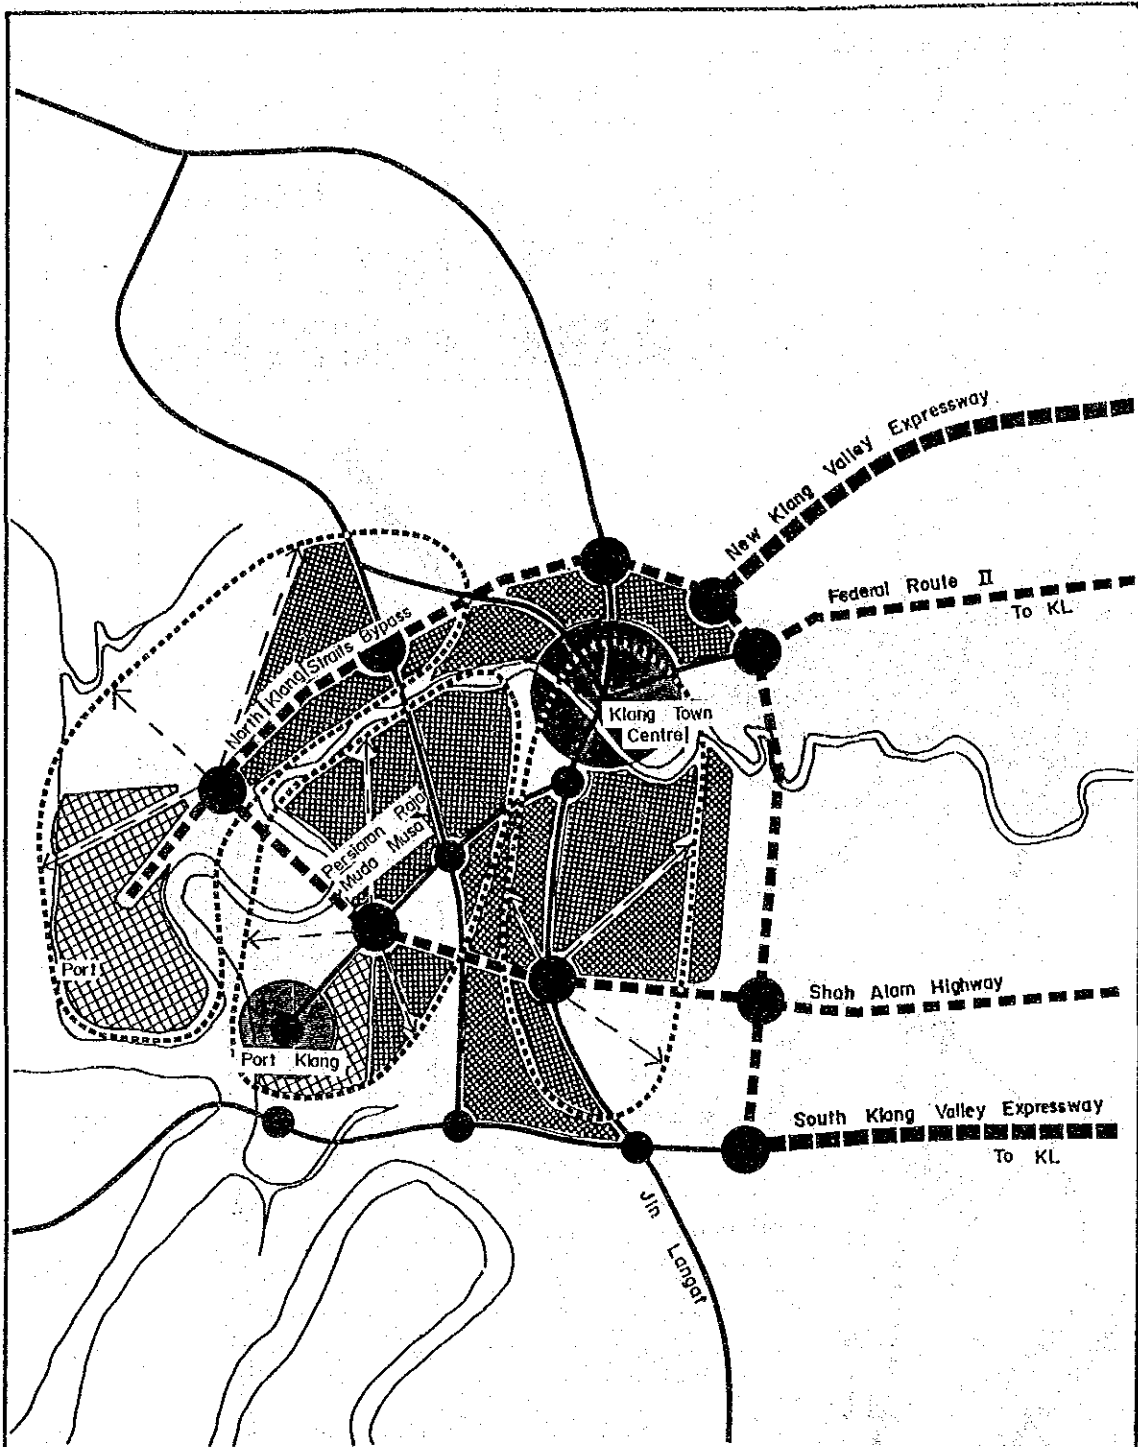 New Klang Valley Expressway
Federal Route II
To KL
North Klang Straits Bypass
Klang Town
Centre
Persiaran Raja
Muda Musa
Port
Shah Alam Highway
Port Klang
South Klang Valley Expressway
To KL
Jln Langat